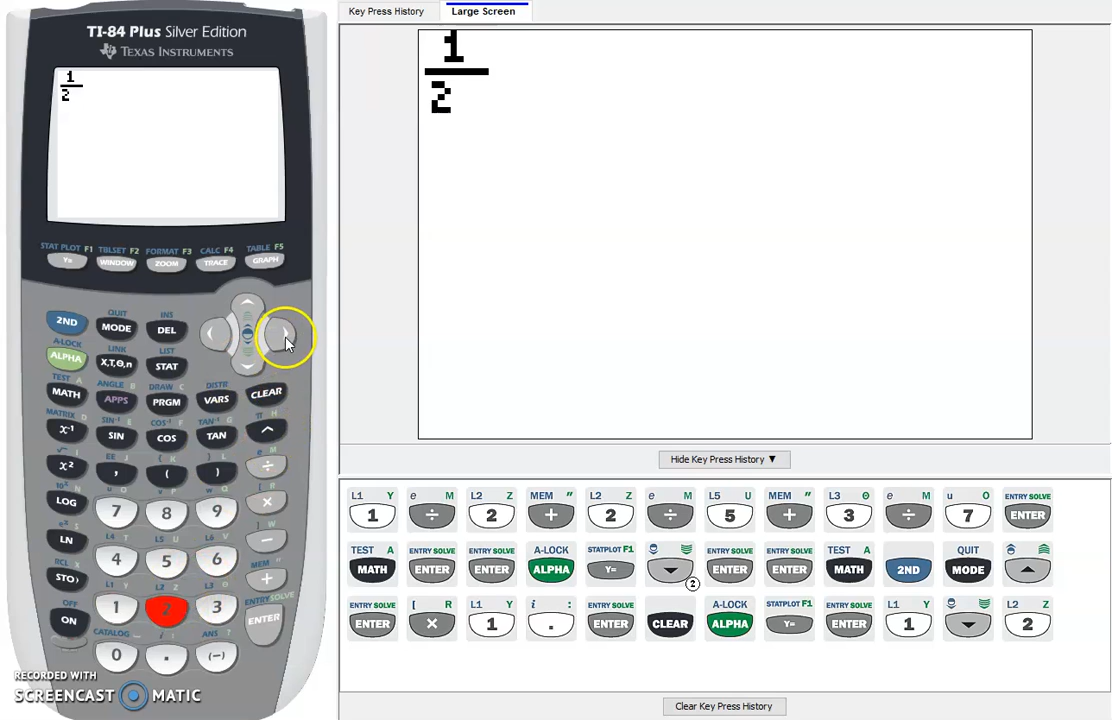 TI-84 Plus Silver Edition
TEXAS INSTRUMENTS
1
2
STAT PLOT F1 TBLSET F2 FORMAT F3 CALC F4 TABLE F5
Y= WINDOW ZOOM TRACE GRAPH
QUIT INS
2ND MODE DEL
A-LOCK LINK LIST
ALPHA X,T,Θ,n STAT
TEST A ANGLE B DRAW C DISTR
MATH APPS PRGM VARS CLEAR
MATRIX D SIN⁻¹ E COS⁻¹ F TAN⁻¹ G π H
x⁻¹ SIN COS TAN ^
√ I EE J { K } L e M
x² , ( ) ÷
10ˣ N u O v P w Q [ R
LOG 7 8 9 ×
eˣ S L4 T L5 U L6 V ] W
LN 4 5 6 −
RCL X L1 Y L2 Z L3 Θ MEM "
STO› 1 2 3 +
OFF CATALOG i : ANS ? ENTRY SOLVE
ON 0 . (−) ENTER
RECORDED WITH
SCREENCAST MATIC
Key Press History Large Screen
1
2
Hide Key Press History ▼
L1 Y e M L2 Z MEM " L2 Z e M L5 U MEM " L3 Θ e M u O ENTRY SOLVE
1 ÷ 2 + 2 ÷ 5 + 3 ÷ 7 ENTER
TEST A ENTRY SOLVE ENTRY SOLVE A-LOCK STATPLOT F1 ENTRY SOLVE ENTRY SOLVE TEST A QUIT
MATH ENTER ENTER ALPHA Y= 2 ENTER ENTER MATH 2ND MODE
ENTRY SOLVE [ R L1 Y i : ENTRY SOLVE A-LOCK STATPLOT F1 ENTRY SOLVE L1 Y L2 Z
ENTER × 1 . ENTER CLEAR ALPHA Y= ENTER 1 2
Clear Key Press History